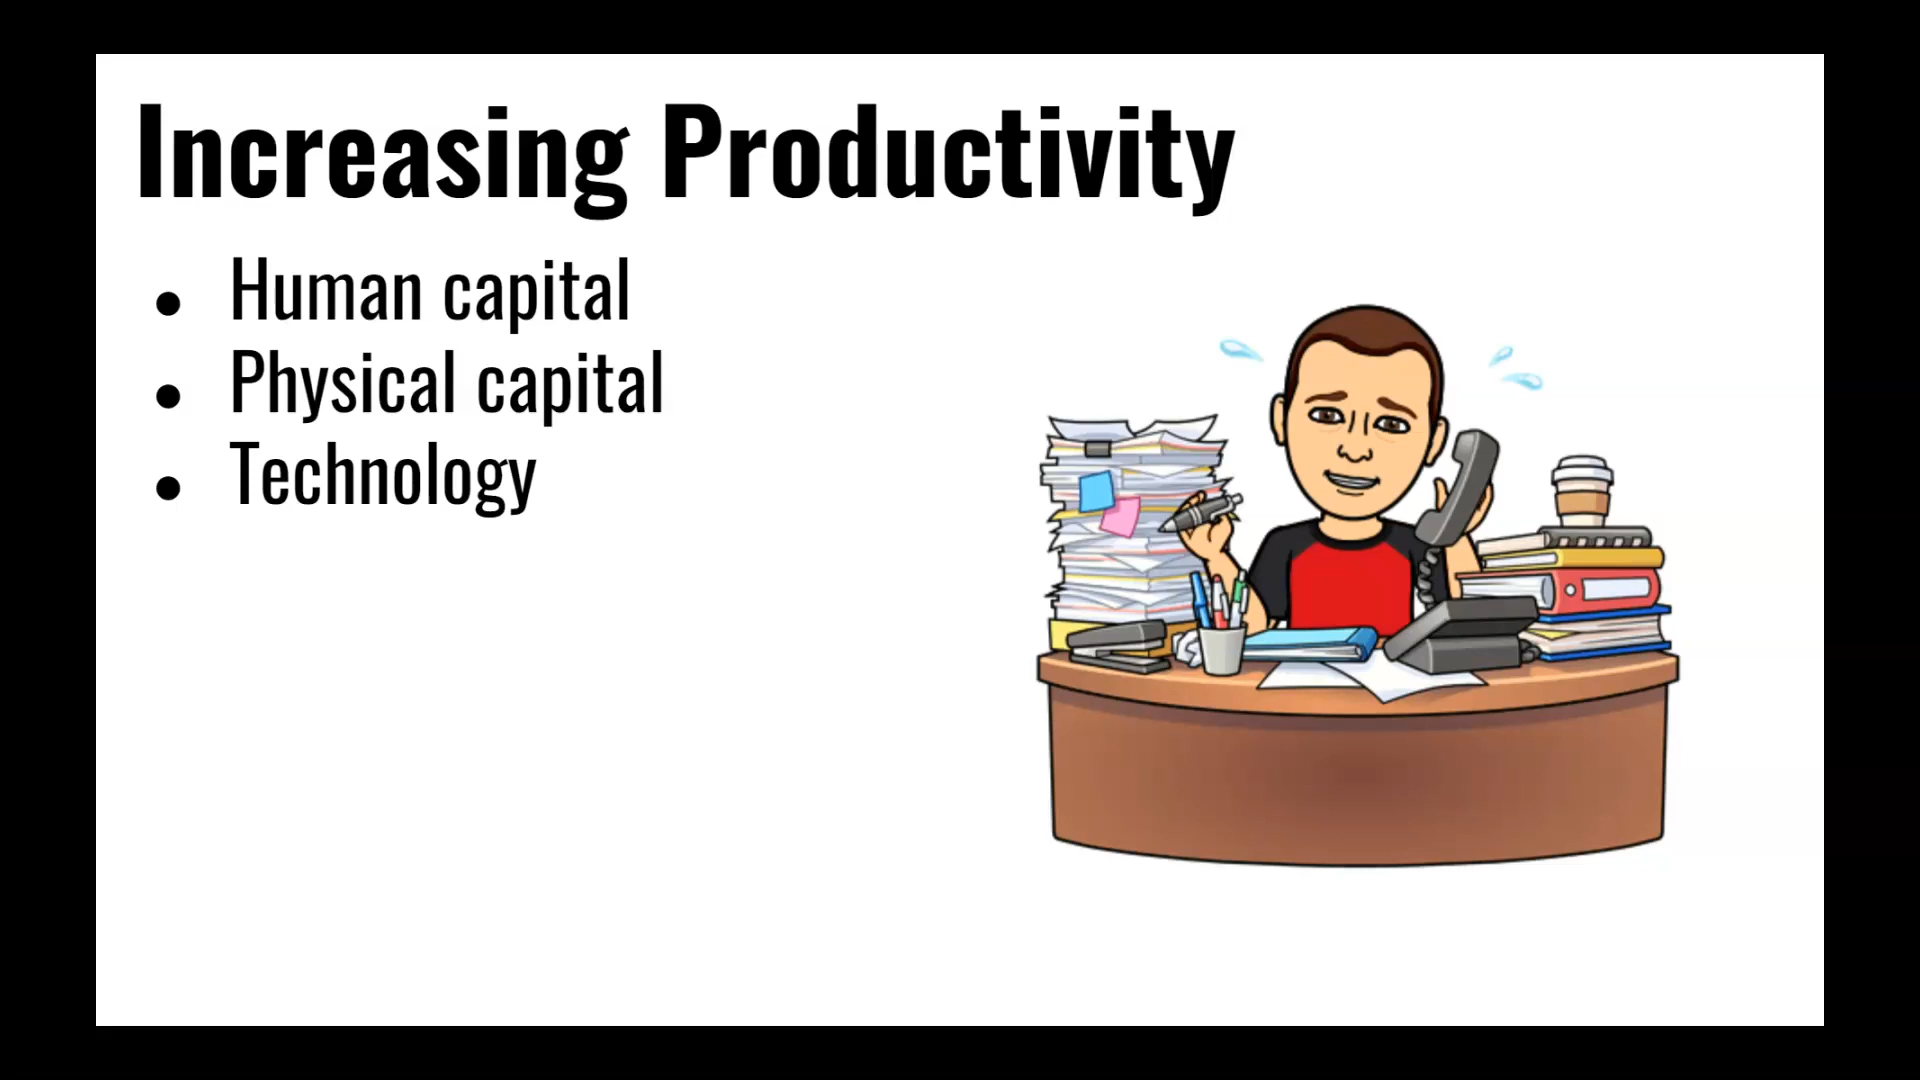 Increasing Productivity
● Human capital
● Physical capital
● Technology